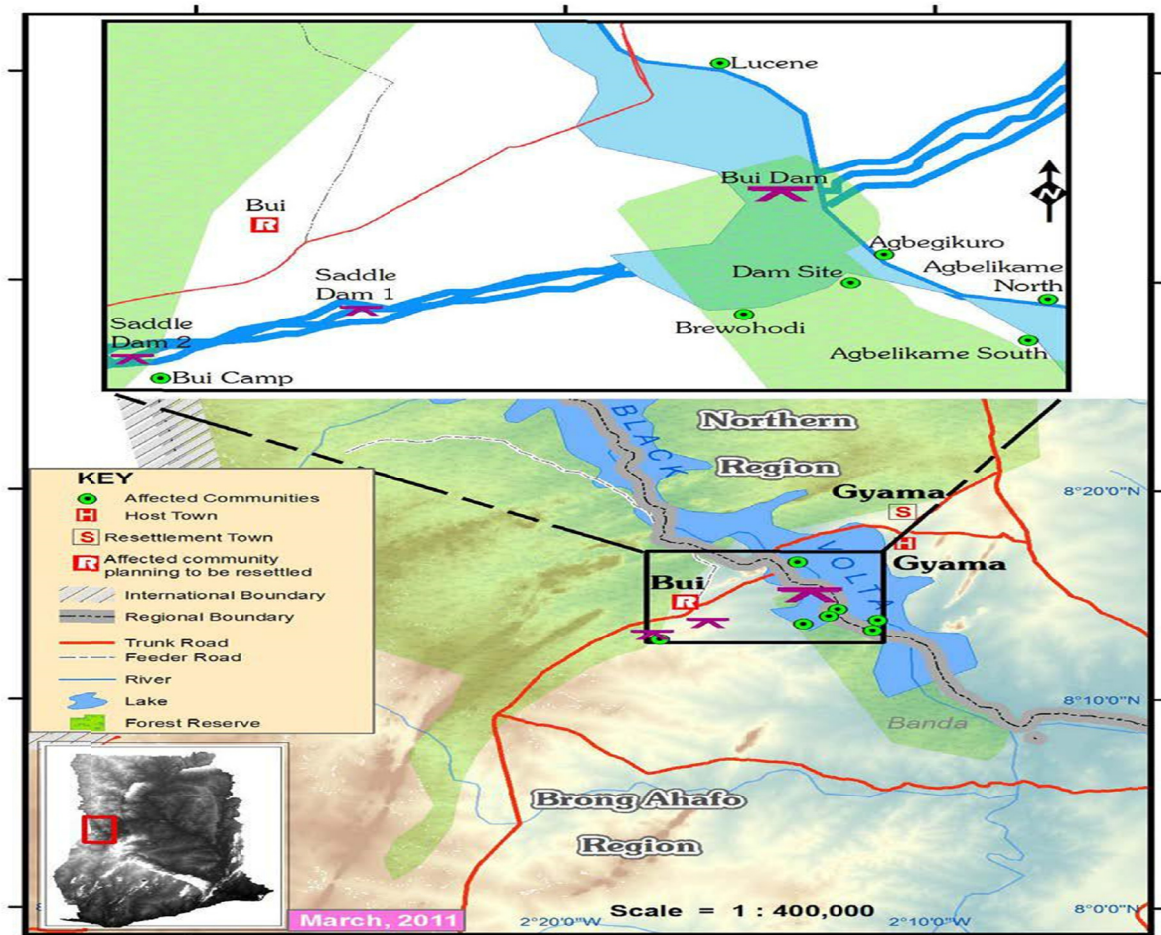 Lucene
Bui Dam
N
Bui
R
Agbegikuro
Saddle
Dam 1
Dam Site
Agbelikame
North
Saddle
Dam 2
Brewohodi
Agbelikame South
Bui Camp
BLACK
Northern
Region
KEY
Affected Communities
H Host Town
S Resettlement Town
R Affected community
planning to be resettled
International Boundary
Regional Boundary
Trunk Road
Feeder Road
River
Lake
Forest Reserve
Gyama
S
8°20'0"N
VOLTA
H
Gyama
Bui
R
8°10'0"N
Banda
Brong Ahafo
Region
March, 2011
2°20'0"W
Scale = 1 : 400,000
2°10'0"W
8°0'0"N